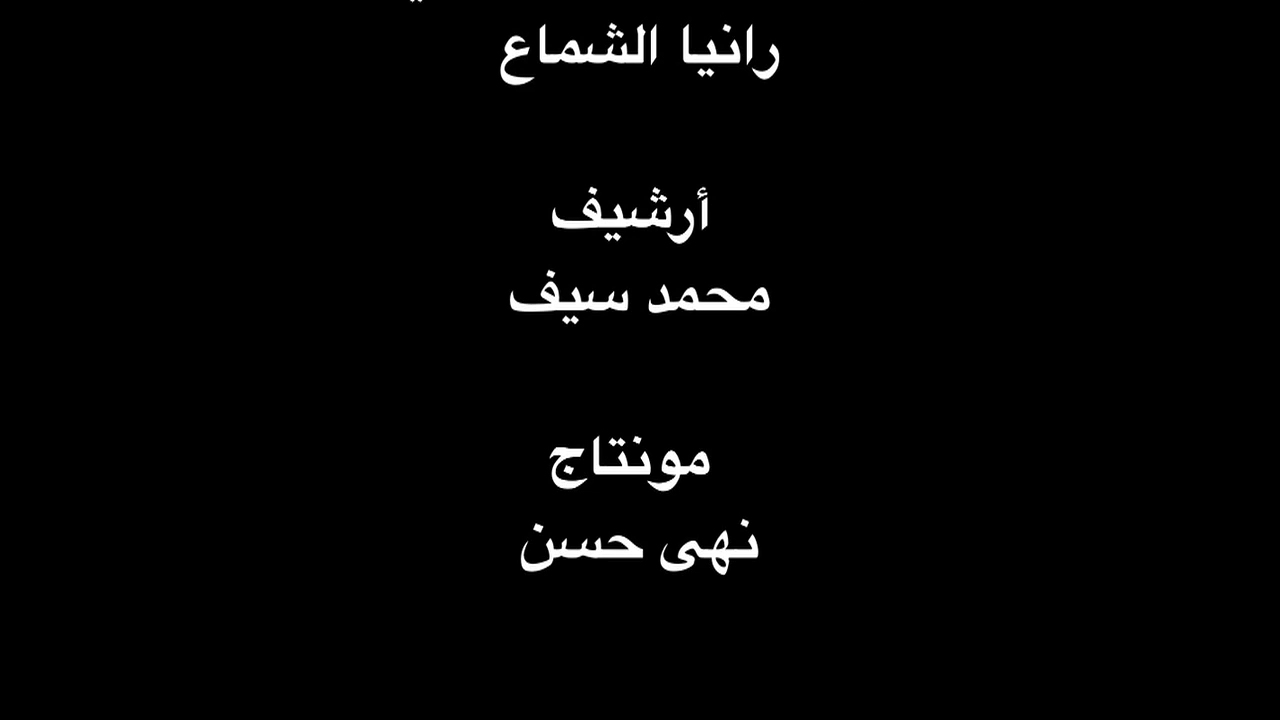 رانيا الشماع
أرشيف
محمد سيف
مونتاج
نهى حسن